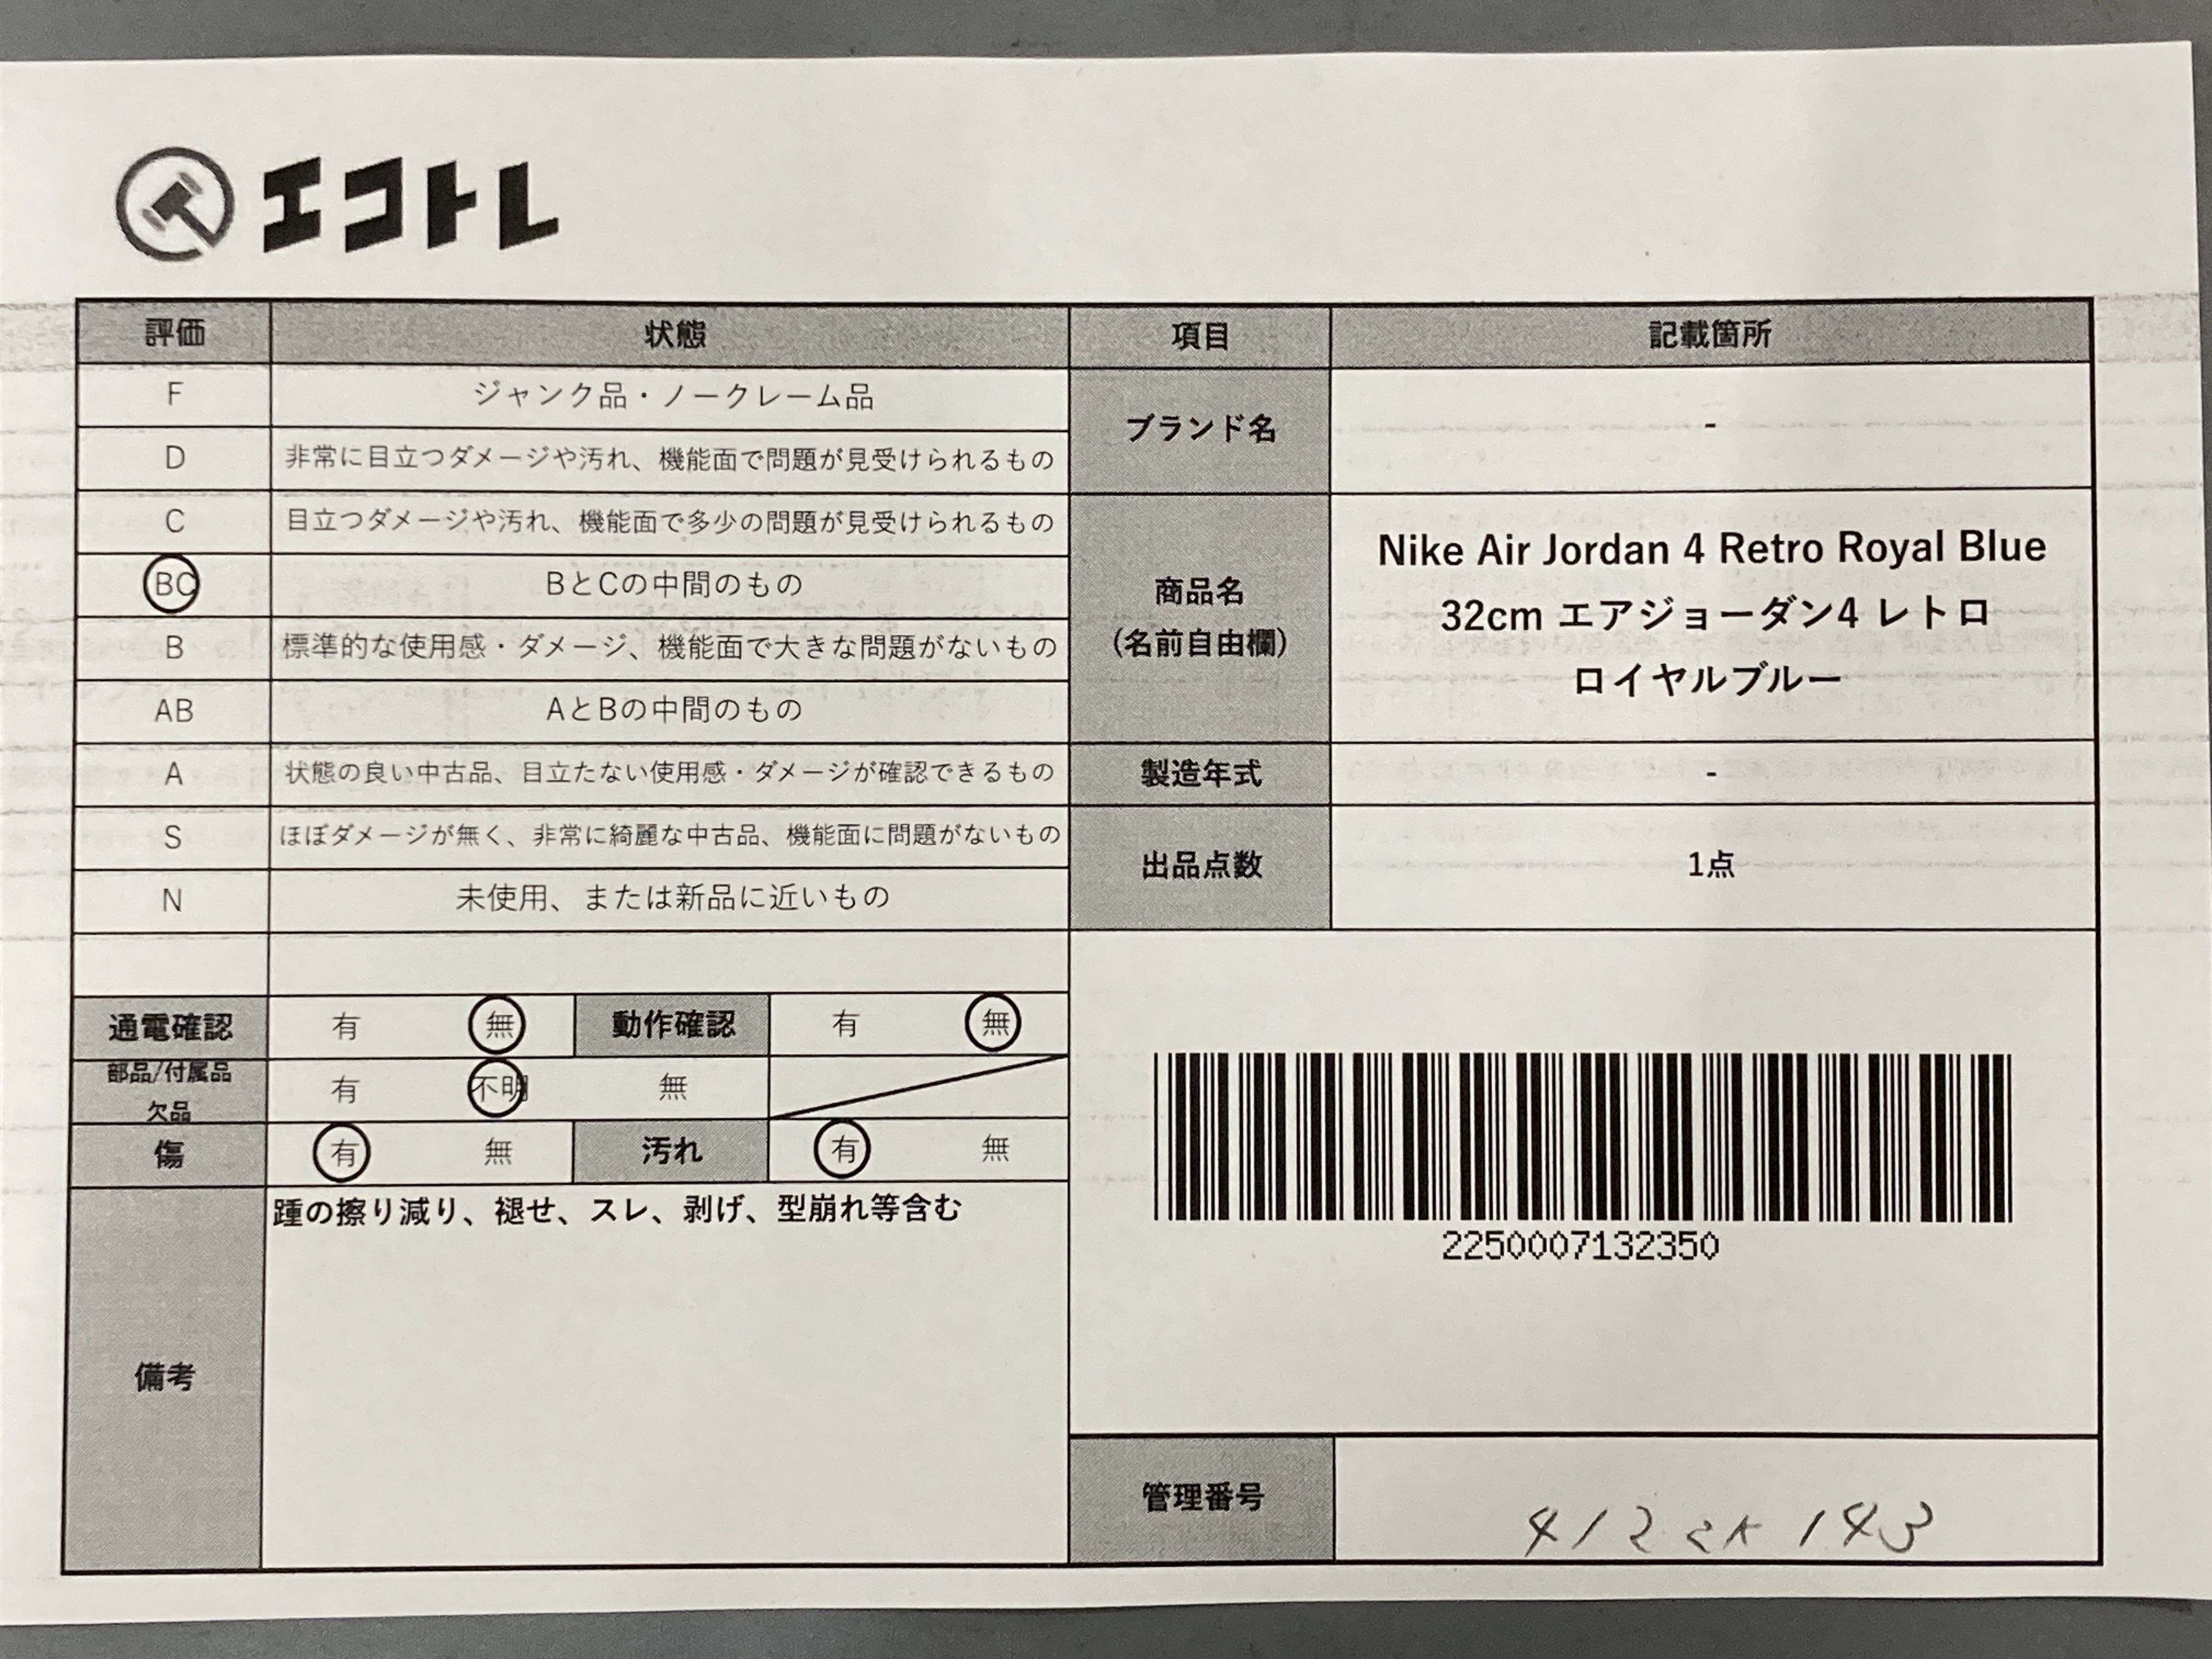 エコトレ
評価 状態 項目 記載箇所
F ジャンク品・ノークレーム品
D 非常に目立つダメージや汚れ、機能面で問題が見受けられるもの
ブランド名 -
C 目立つダメージや汚れ、機能面で多少の問題が見受けられるもの
BC BとCの中間のもの
B 標準的な使用感・ダメージ、機能面で大きな問題がないもの
AB AとBの中間のもの
商品名
(名前自由欄)
Nike Air Jordan 4 Retro Royal Blue
32cm エアジョーダン4 レトロ
ロイヤルブルー
A 状態の良い中古品、目立たない使用感・ダメージが確認できるもの
製造年式 -
S ほぼダメージが無く、非常に綺麗な中古品、機能面に問題がないもの
N 未使用、または新品に近いもの
出品点数 1点
通電確認 有 無 動作確認 有 無
部品/付属品
欠品
有 不明 無
傷 有 無 汚れ 有 無
備考
踵の擦り減り、褪せ、スレ、剥げ、型崩れ等含む
2250007132350
管理番号